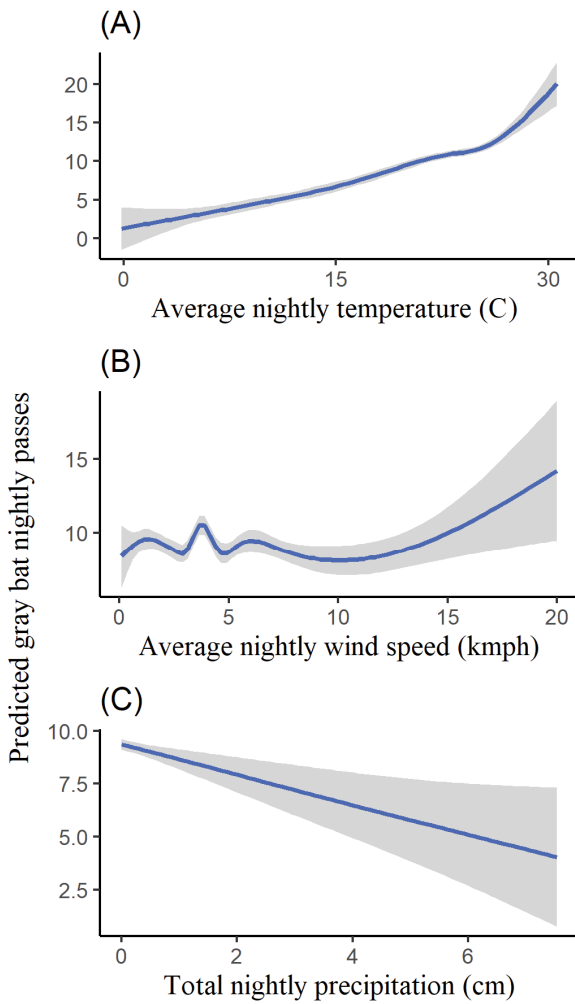 (A)
20
15
10
5
0
0 15 30
Average nightly temperature (C)
Predicted gray bat nightly passes
(B)
15
10
0 5 10 15 20
Average nightly wind speed (kmph)
(C)
10.0
7.5
5.0
2.5
0 2 4 6
Total nightly precipitation (cm)